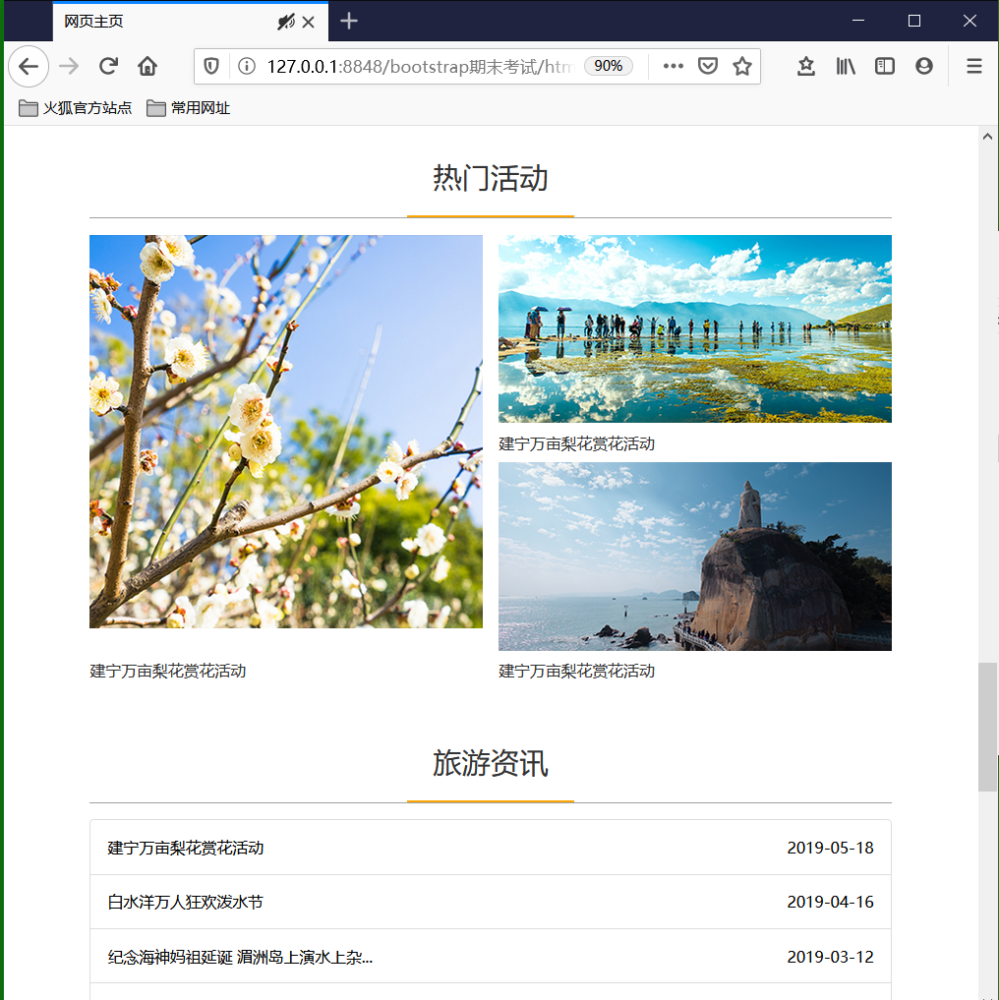 网页主页
127.0.0.1:8848/bootstrap期末考试/htm
90%
火狐官方站点 常用网址
热门活动
建宁万亩梨花赏花活动
建宁万亩梨花赏花活动
建宁万亩梨花赏花活动
旅游资讯
建宁万亩梨花赏花活动 2019-05-18
白水洋万人狂欢泼水节 2019-04-16
纪念海神妈祖延诞 湄洲岛上演水上杂... 2019-03-12